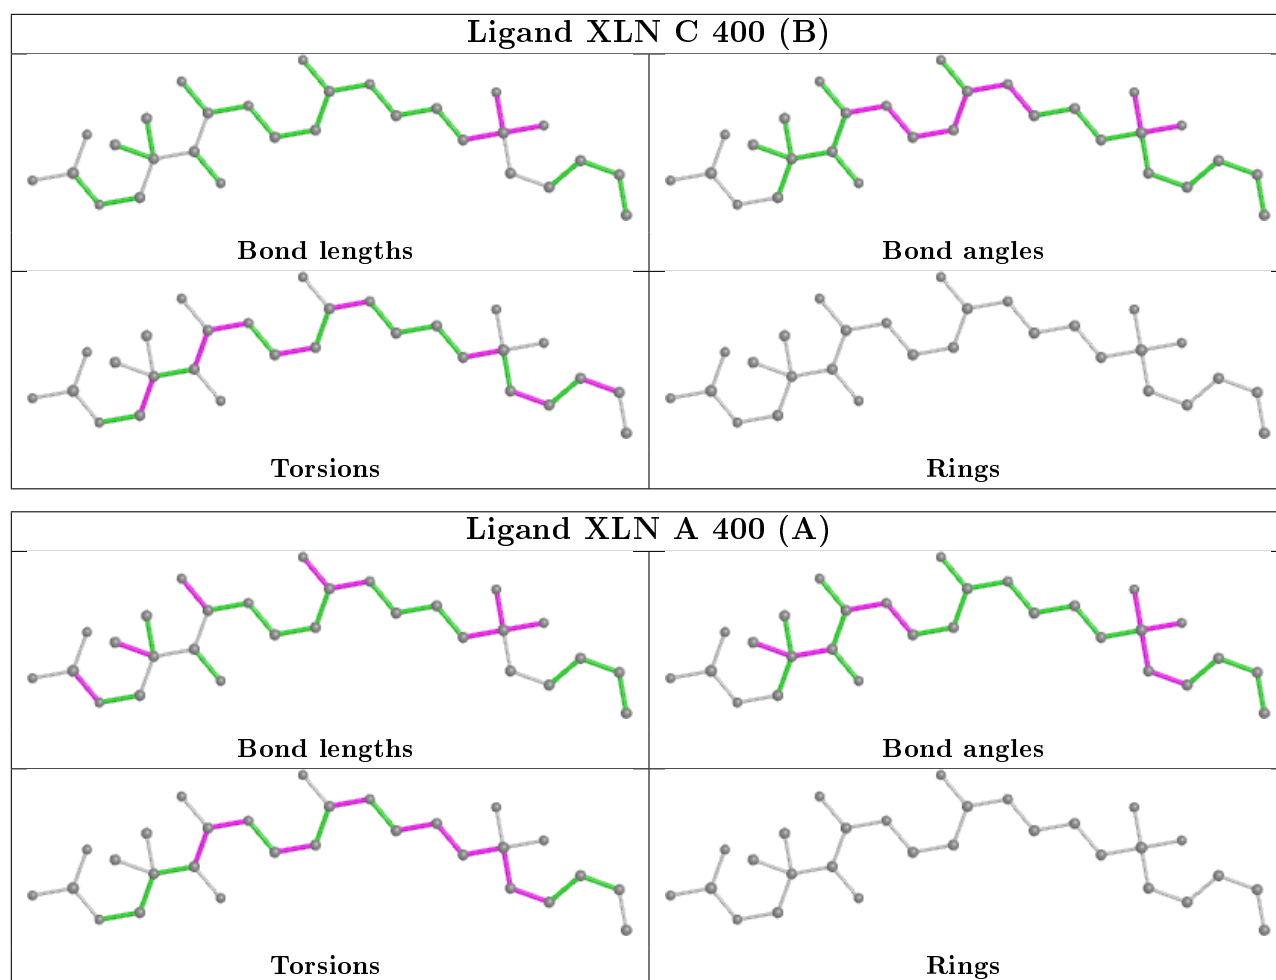 Ligand XLN C 400 (B)
Bond lengths
Bond angles
Torsions
Rings
Ligand XLN A 400 (A)
Bond lengths
Bond angles
Torsions
Rings